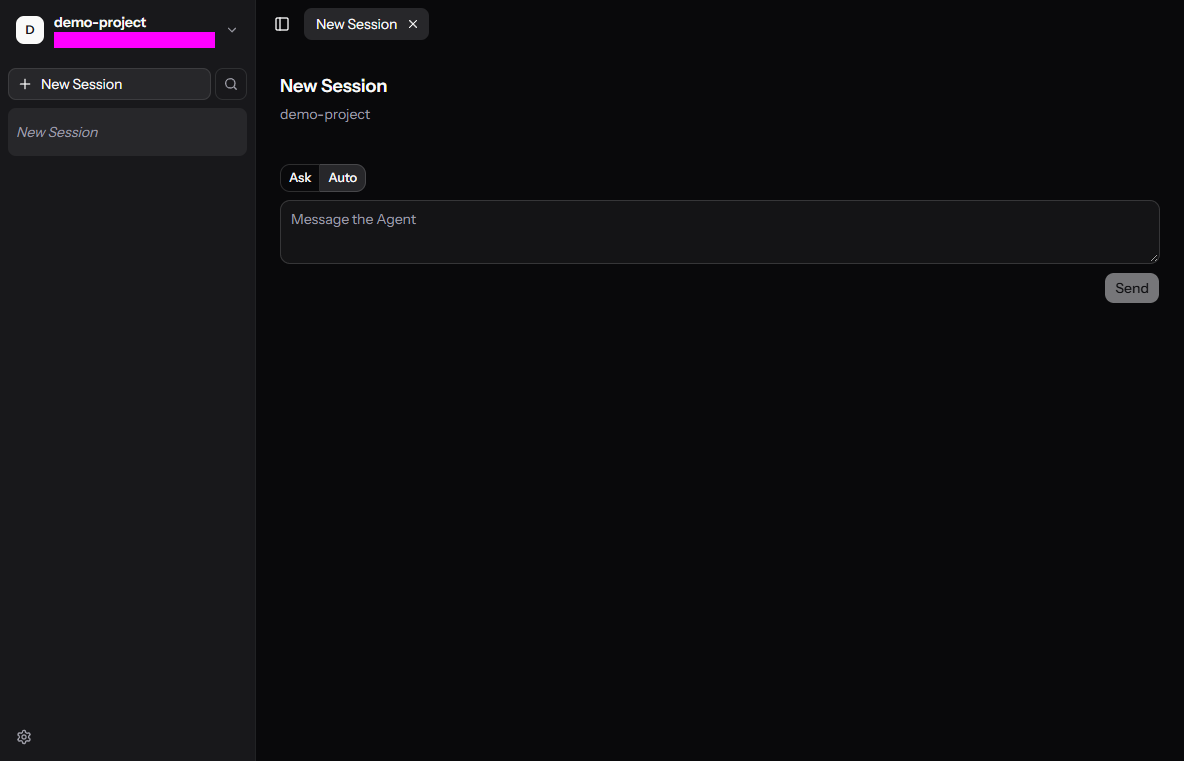 D
demo-project
New Session
New Session
New Session
New Session
demo-project
Ask
Auto
Message the Agent
Send